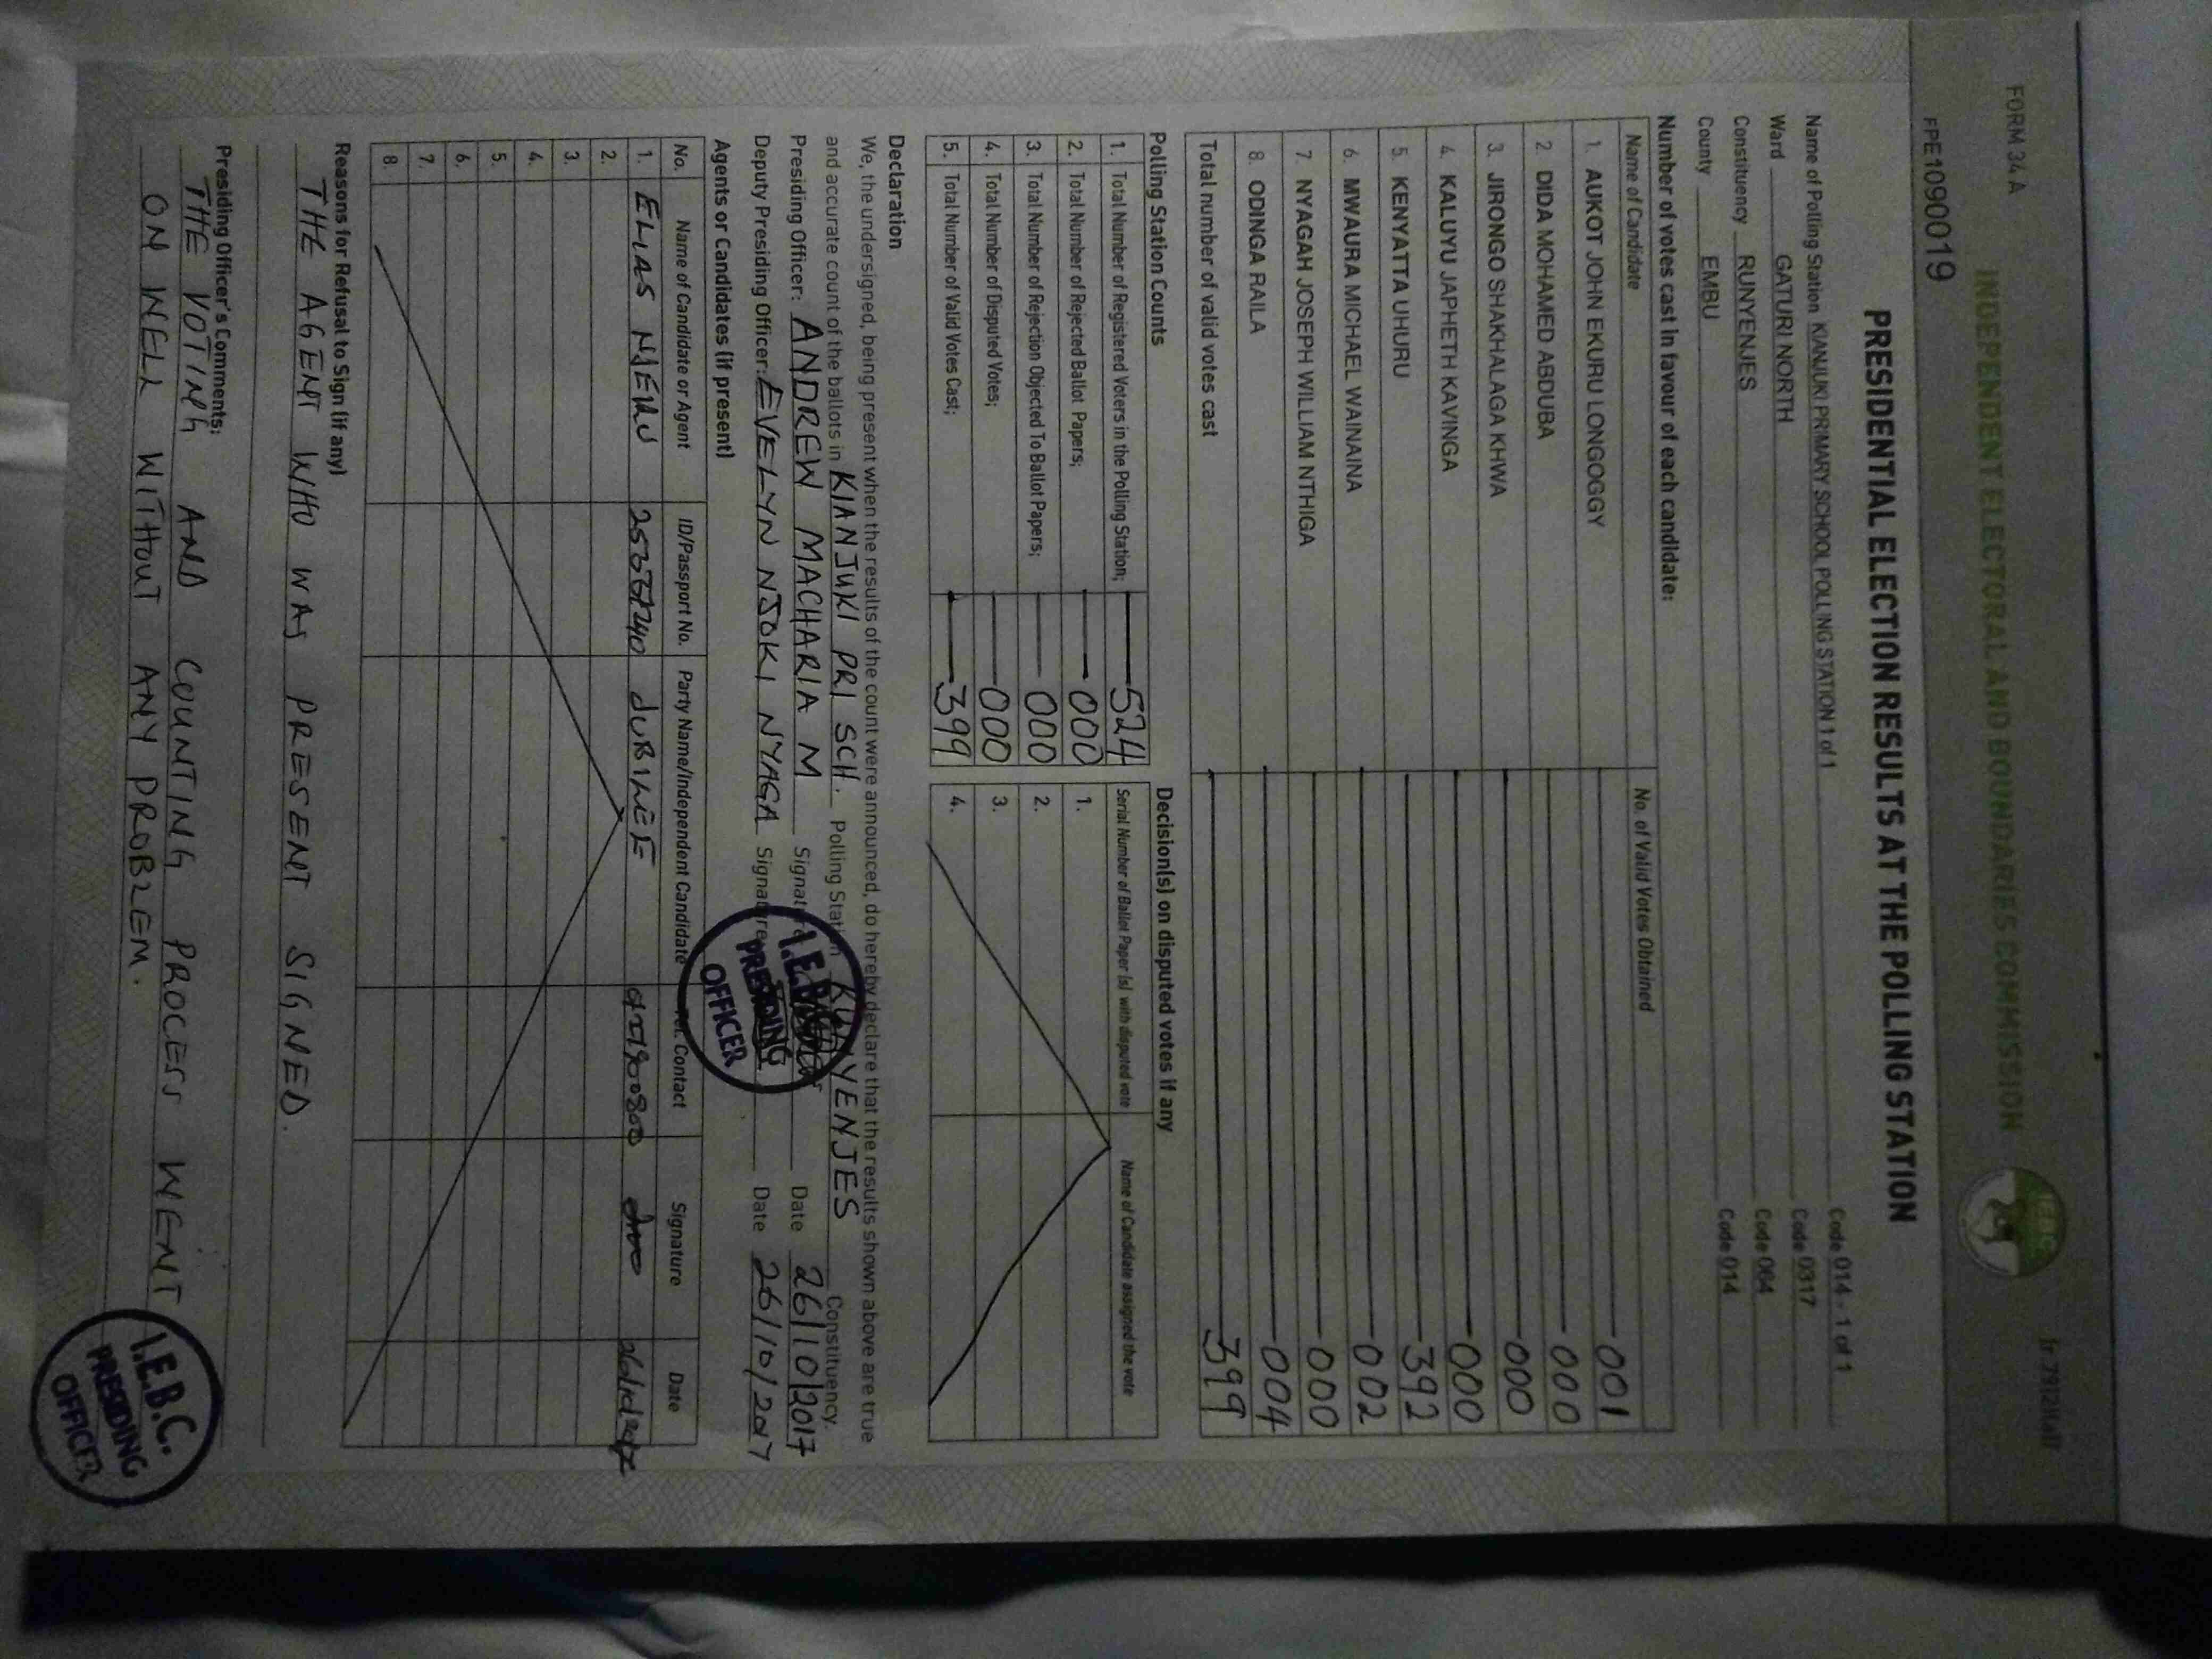 FORM 34 A
INDEPENDENT ELECTORAL AND BOUNDARIES COMMISSION
IEBC
FPE1090019
PRESIDENTIAL ELECTION RESULTS AT THE POLLING STATION
Name of Polling Station KIANJUKI PRIMARY SCHOOL POLLING STATION 1 of 1 Code 014 - 1 of 1
Ward GATURI NORTH Code 0317
Constituency RUNYENJES Code 064
County EMBU Code 014
Number of votes cast in favour of each candidate:
Name of Candidate No. of Valid Votes Obtained
1. AUKOT JOHN EKURU LONGOGGY 001
2. DIDA MOHAMED ABDUBA 000
3. JIRONGO SHAKHALAGA KHWA 000
4. KALUYU JAPHETH KAVINGA 000
5. KENYATTA UHURU 392
6. MWAURA MICHAEL WAINAINA 002
7. NYAGAH JOSEPH WILLIAM NTHIGA 000
8. ODINGA RAILA 004
Total number of valid votes cast 399
Polling Station Counts
1. Total Number of Registered Voters in the Polling Station; 524
2. Total Number of Rejected Ballot Papers; 000
3. Total Number of Rejection Objected To Ballot Papers; 000
4. Total Number of Disputed Votes; 000
5. Total Number of Valid Votes Cast; 399
Decision(s) on disputed votes if any
Serial Number of Ballot Paper (s) with disputed vote Name of Candidate assigned the vote
1.
2.
3.
4.
Declaration
We, the undersigned, being present when the results of the count were announced, do hereby declare that the results shown above are true
and accurate count of the ballots in KIANJUKI PRI SCH. Polling Station RUNYENJES Constituency.
Presiding Officer: ANDREW MACHARIA M Signature Date 26/10/2017
Deputy Presiding Officer: EVELYN NJOKI NYAGA Signature Date 26/10/2017
I.E.B.C.
PRESIDING
OFFICER
Agents or Candidates (if present)
No. Name of Candidate or Agent ID/Passport No. Party Name/Independent Candidate Tel. Contact Signature Date
1. ELIAS JUBILEE 26/10/2017
2.
3.
4.
5.
6.
7.
8.
Reasons for Refusal to Sign (if any)
THE AGENT WHO WAS PRESENT SIGNED.
Presiding Officer's Comments:
THE VOTING AND COUNTING PROCESS WENT
ON WELL WITHOUT ANY PROBLEM.
I.E.B.C.
PRESIDING
OFFICER